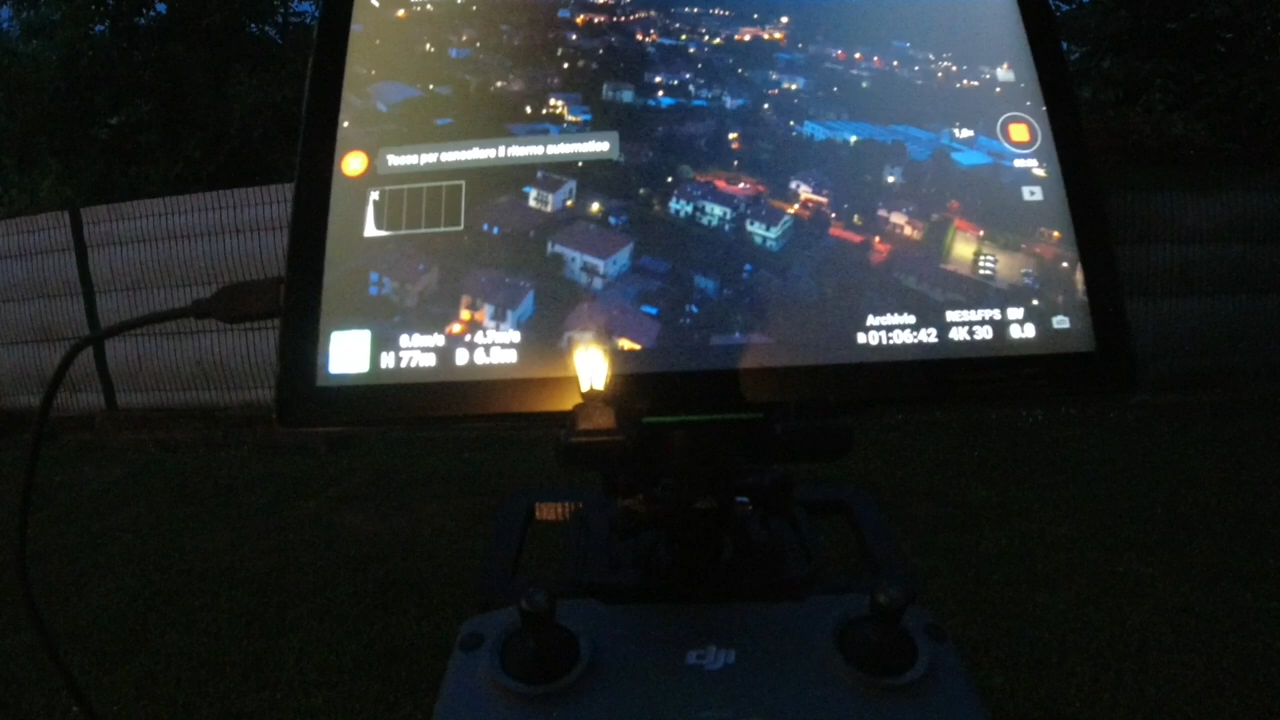 1,0x
Tocca per cancellare il ritorno automatico
Archivio
RES&FPS
EV
01:06:42
4K 30
0.0
0.0m/s
4.7m/s
H 77m
D 6.5m
dji